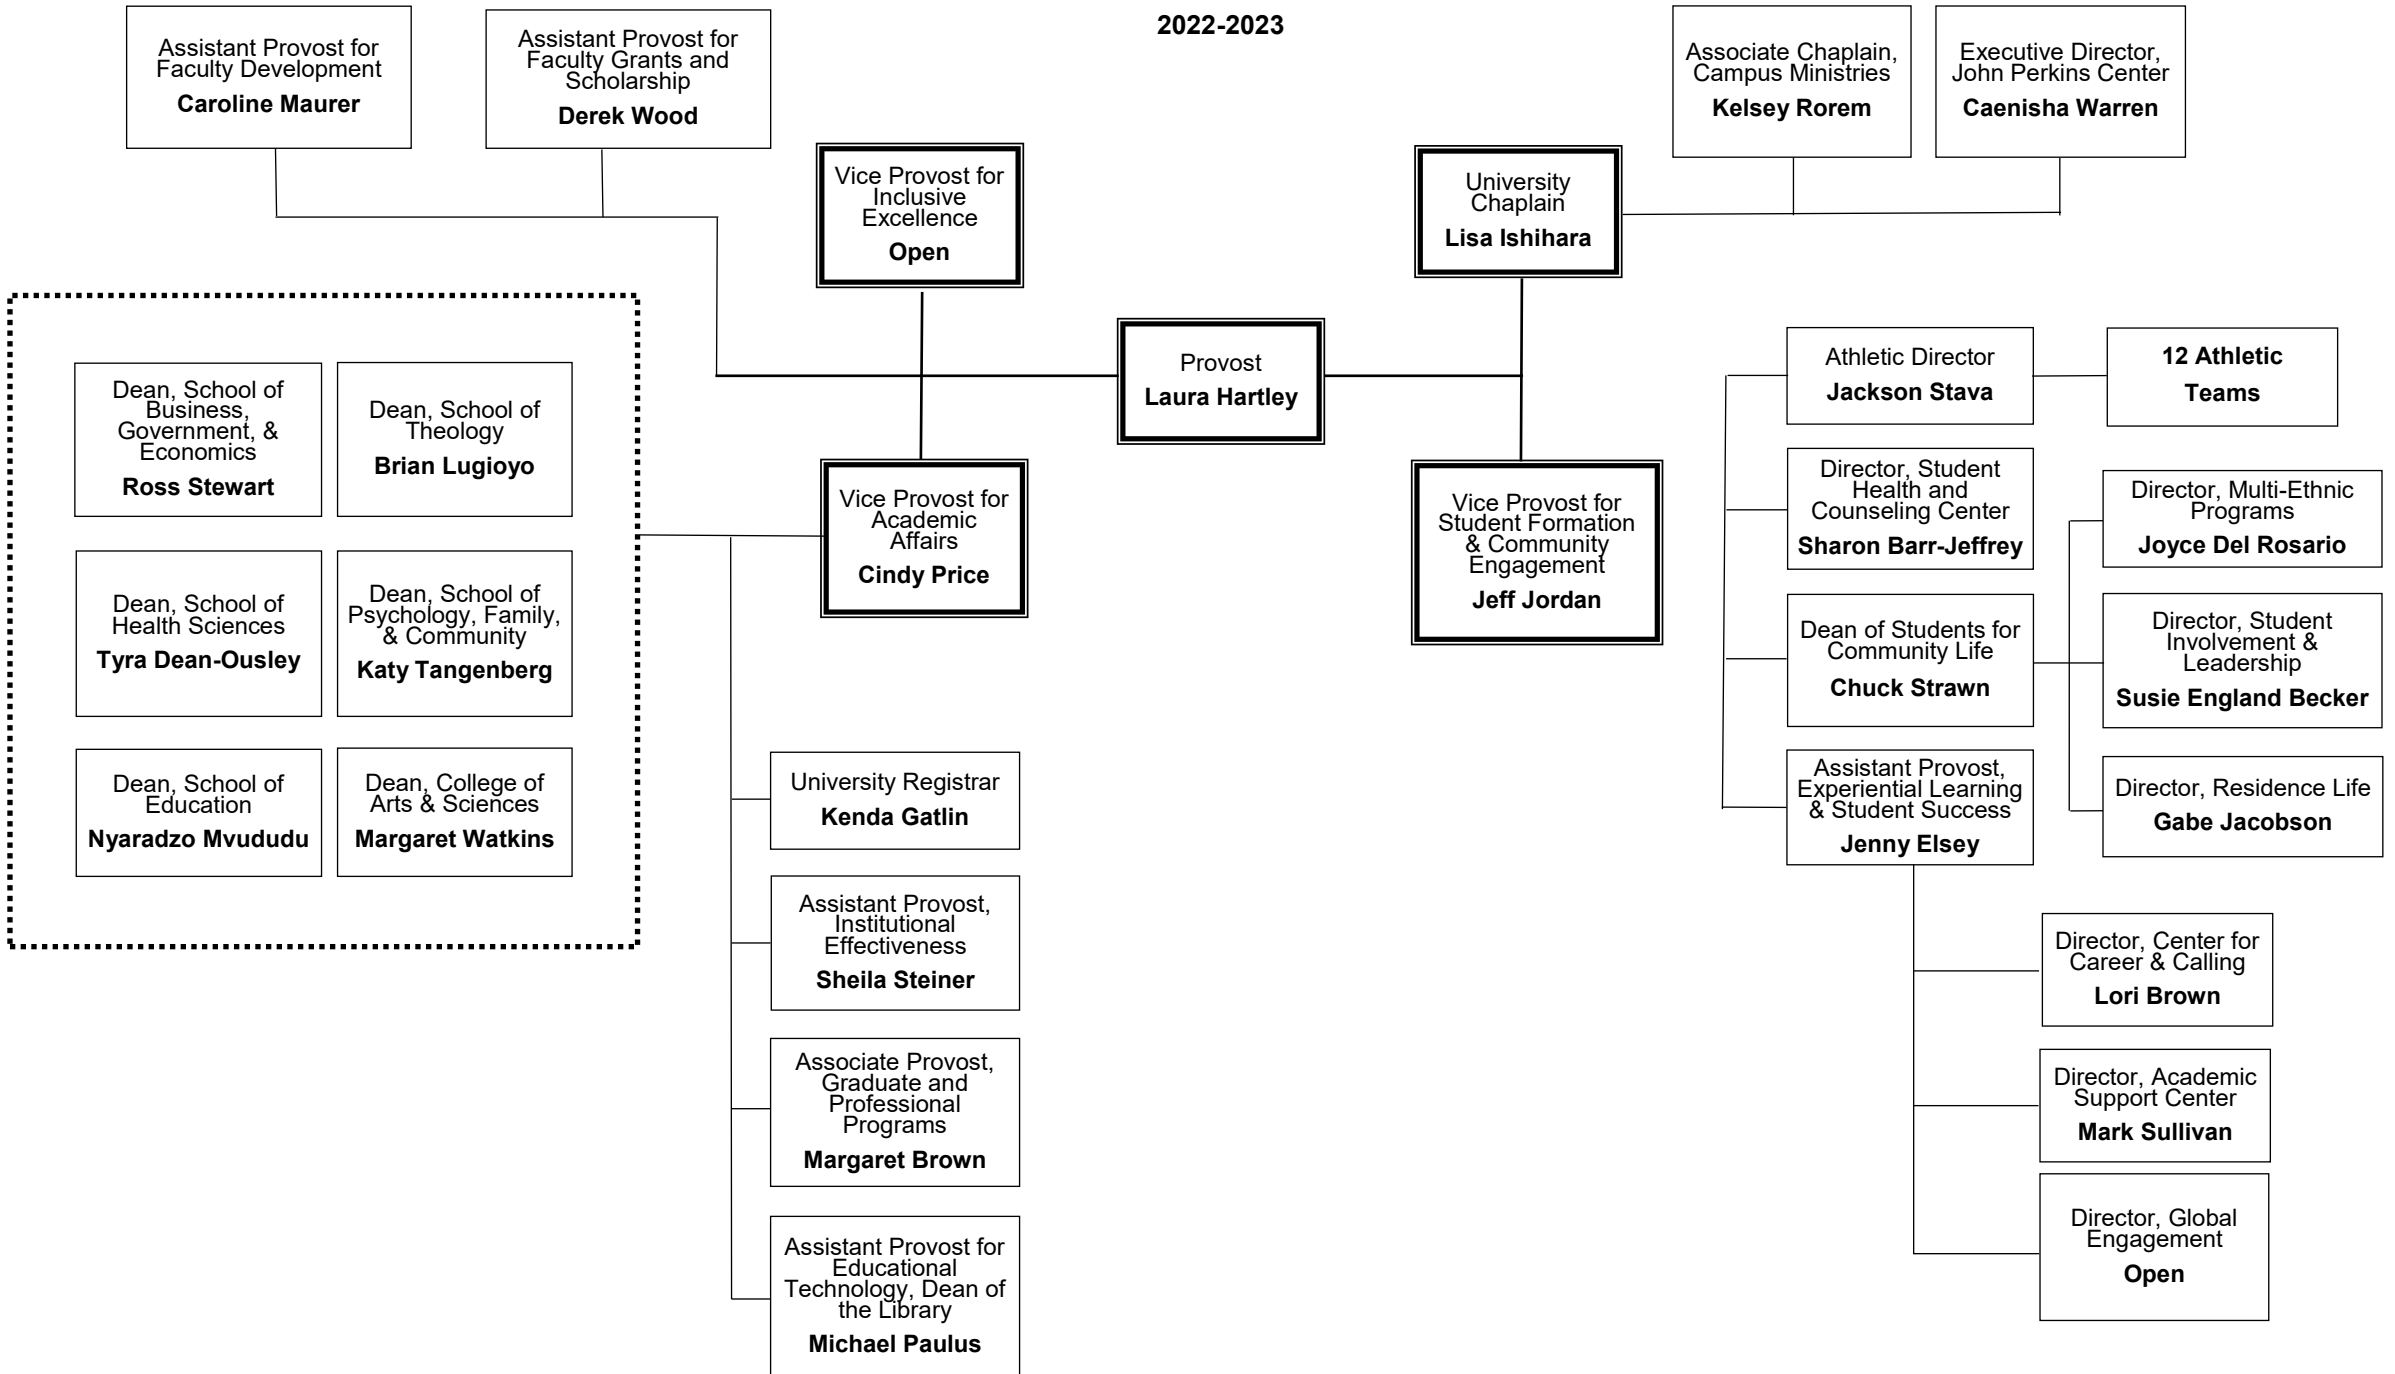 2022-2023
Assistant Provost for
Faculty Development
Caroline Maurer
Assistant Provost for
Faculty Grants and
Scholarship
Derek Wood
Vice Provost for
Inclusive
Excellence
Open
University
Chaplain
Lisa Ishihara
Associate Chaplain,
Campus Ministries
Kelsey Rorem
Executive Director,
John Perkins Center
Caenisha Warren
Provost
Laura Hartley
Dean, School of
Business,
Government, &
Economics
Ross Stewart
Dean, School of
Theology
Brian Lugioyo
Dean, School of
Health Sciences
Tyra Dean-Ousley
Dean, School of
Psychology, Family,
& Community
Katy Tangenberg
Dean, School of
Education
Nyaradzo Mvududu
Dean, College of
Arts & Sciences
Margaret Watkins
Vice Provost for
Academic
Affairs
Cindy Price
University Registrar
Kenda Gatlin
Assistant Provost,
Institutional
Effectiveness
Sheila Steiner
Associate Provost,
Graduate and
Professional
Programs
Margaret Brown
Assistant Provost for
Educational
Technology, Dean of
the Library
Michael Paulus
Vice Provost for
Student Formation
& Community
Engagement
Jeff Jordan
Athletic Director
Jackson Stava
12 Athletic
Teams
Director, Student
Health and
Counseling Center
Sharon Barr-Jeffrey
Dean of Students for
Community Life
Chuck Strawn
Director, Multi-Ethnic
Programs
Joyce Del Rosario
Director, Student
Involvement &
Leadership
Susie England Becker
Director, Residence Life
Gabe Jacobson
Assistant Provost,
Experiential Learning
& Student Success
Jenny Elsey
Director, Center for
Career & Calling
Lori Brown
Director, Academic
Support Center
Mark Sullivan
Director, Global
Engagement
Open